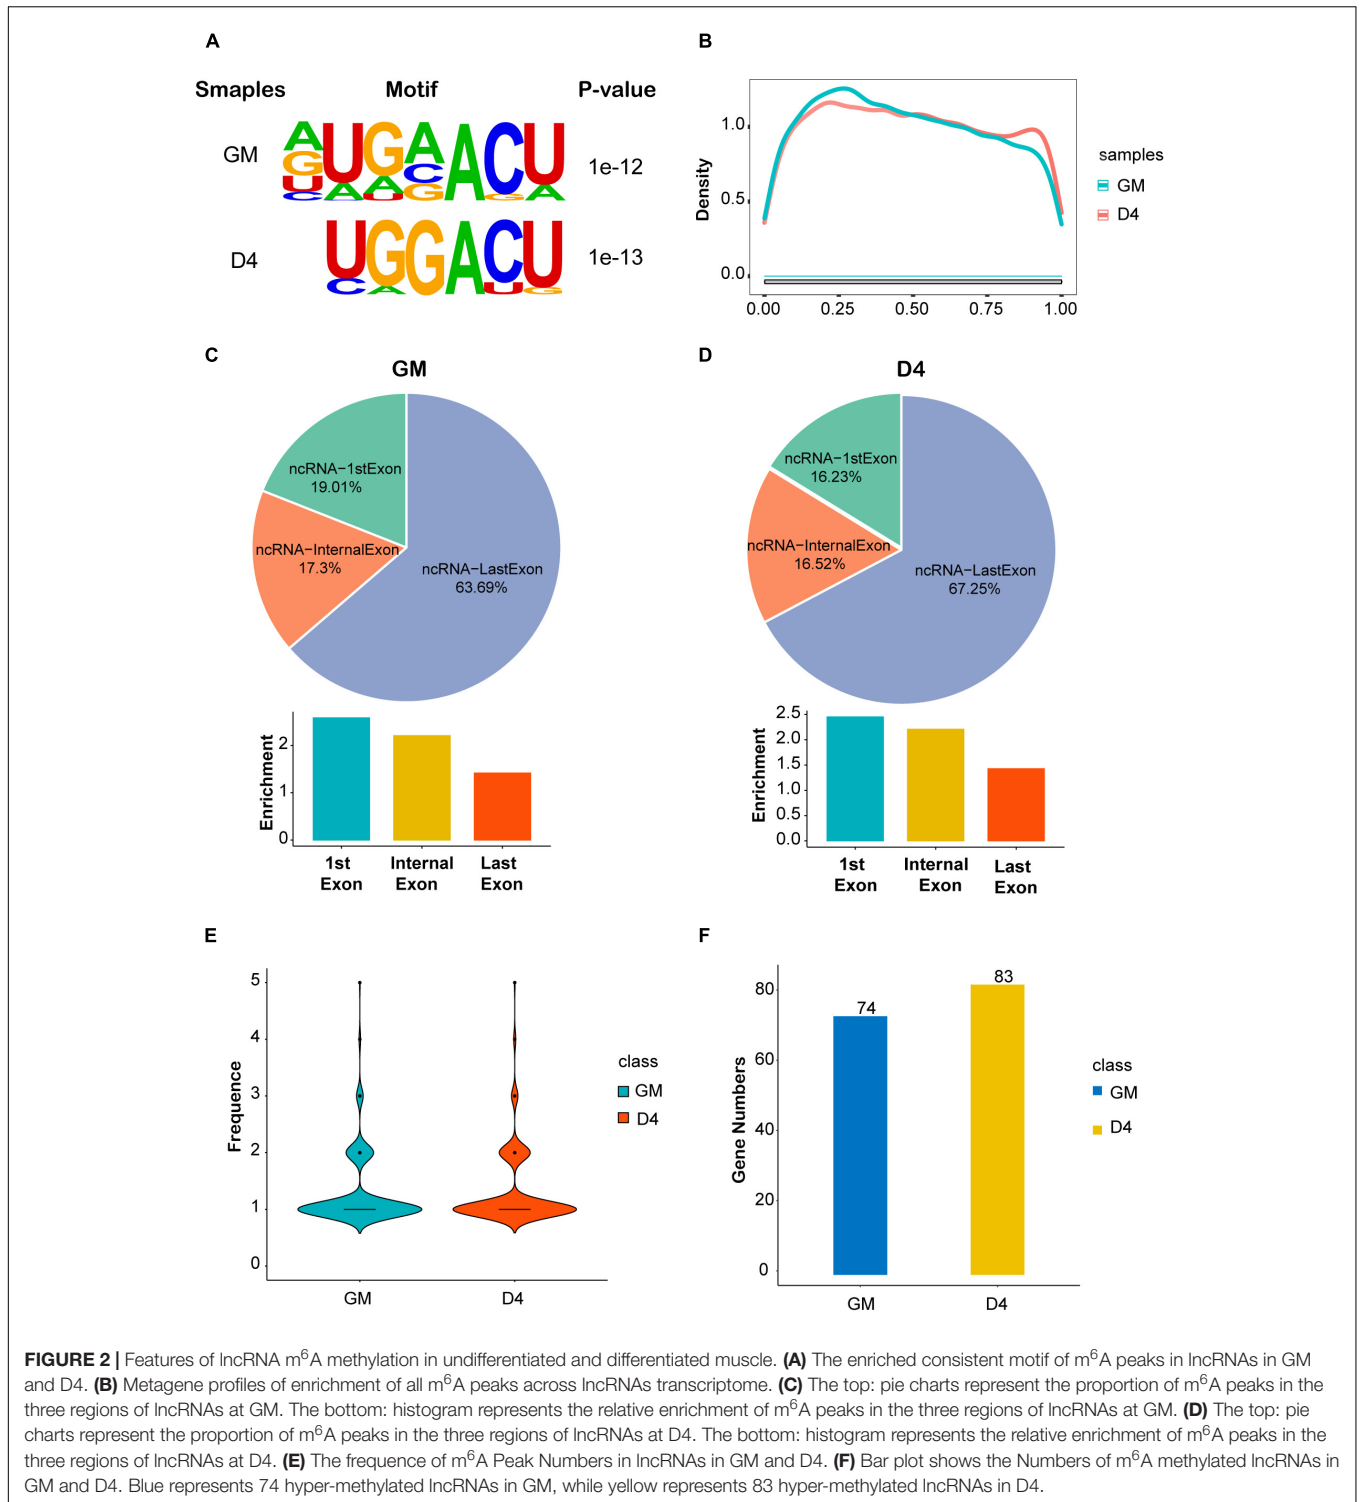 A
Smaples Motif P-value
GM
AUGAACU
GAACGA
UUG
C
1e-12
D4
UGGACU
CAUG
1e-13
B
Density
1.0
0.5
0.0
0.00 0.25 0.50 0.75 1.00
samples
GM
D4
C
GM
ncRNA-1stExon
19.01%
ncRNA-InternalExon
17.3%
ncRNA-LastExon
63.69%
Enrichment
2
1
0
1st Internal Last
Exon Exon Exon
D
D4
ncRNA-1stExon
16.23%
ncRNA-InternalExon
16.52%
ncRNA-LastExon
67.25%
Enrichment
2.5
2.0
1.5
1.0
0.5
0.0
1st Internal Last
Exon Exon Exon
E
Frequence
5
4
3
2
1
0
GM D4
class
GM
D4
F
Gene Numbers
80
60
40
20
0
74
83
GM D4
class
GM
D4
FIGURE 2 | Features of lncRNA m⁶A methylation in undifferentiated and differentiated muscle. (A) The enriched consistent motif of m⁶A peaks in lncRNAs in GM
and D4. (B) Metagene profiles of enrichment of all m⁶A peaks across lncRNAs transcriptome. (C) The top: pie charts represent the proportion of m⁶A peaks in the
three regions of lncRNAs at GM. The bottom: histogram represents the relative enrichment of m⁶A peaks in the three regions of lncRNAs at GM. (D) The top: pie
charts represent the proportion of m⁶A peaks in the three regions of lncRNAs at D4. The bottom: histogram represents the relative enrichment of m⁶A peaks in the
three regions of lncRNAs at D4. (E) The frequence of m⁶A Peak Numbers in lncRNAs in GM and D4. (F) Bar plot shows the Numbers of m⁶A methylated lncRNAs in
GM and D4. Blue represents 74 hyper-methylated lncRNAs in GM, while yellow represents 83 hyper-methylated lncRNAs in D4.